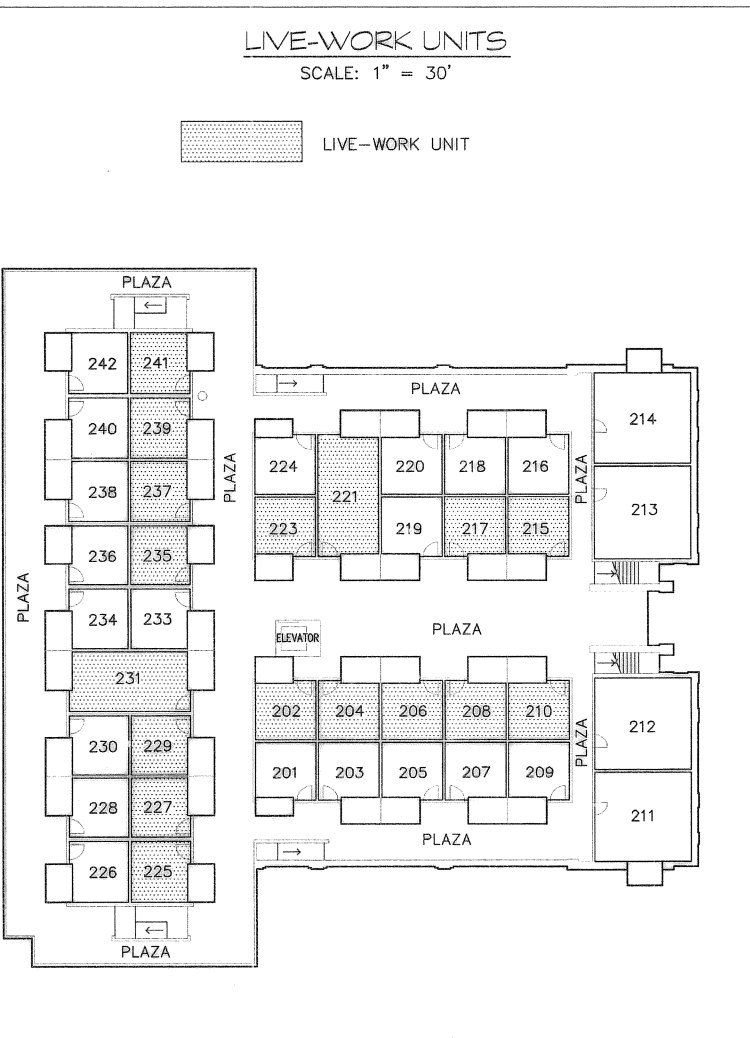 LIVE-WORK UNITS
SCALE: 1" = 30'
LIVE-WORK UNIT
PLAZA
242 241
240 239
238 237
236 235
234 233
231
230 229
228 227
226 225
PLAZA
PLAZA
PLAZA
PLAZA
224 221 220 218 216
223 219 217 215
PLAZA
214
213
ELEVATOR
PLAZA
202 204 206 208 210
201 203 205 207 209
PLAZA
212
211
PLAZA